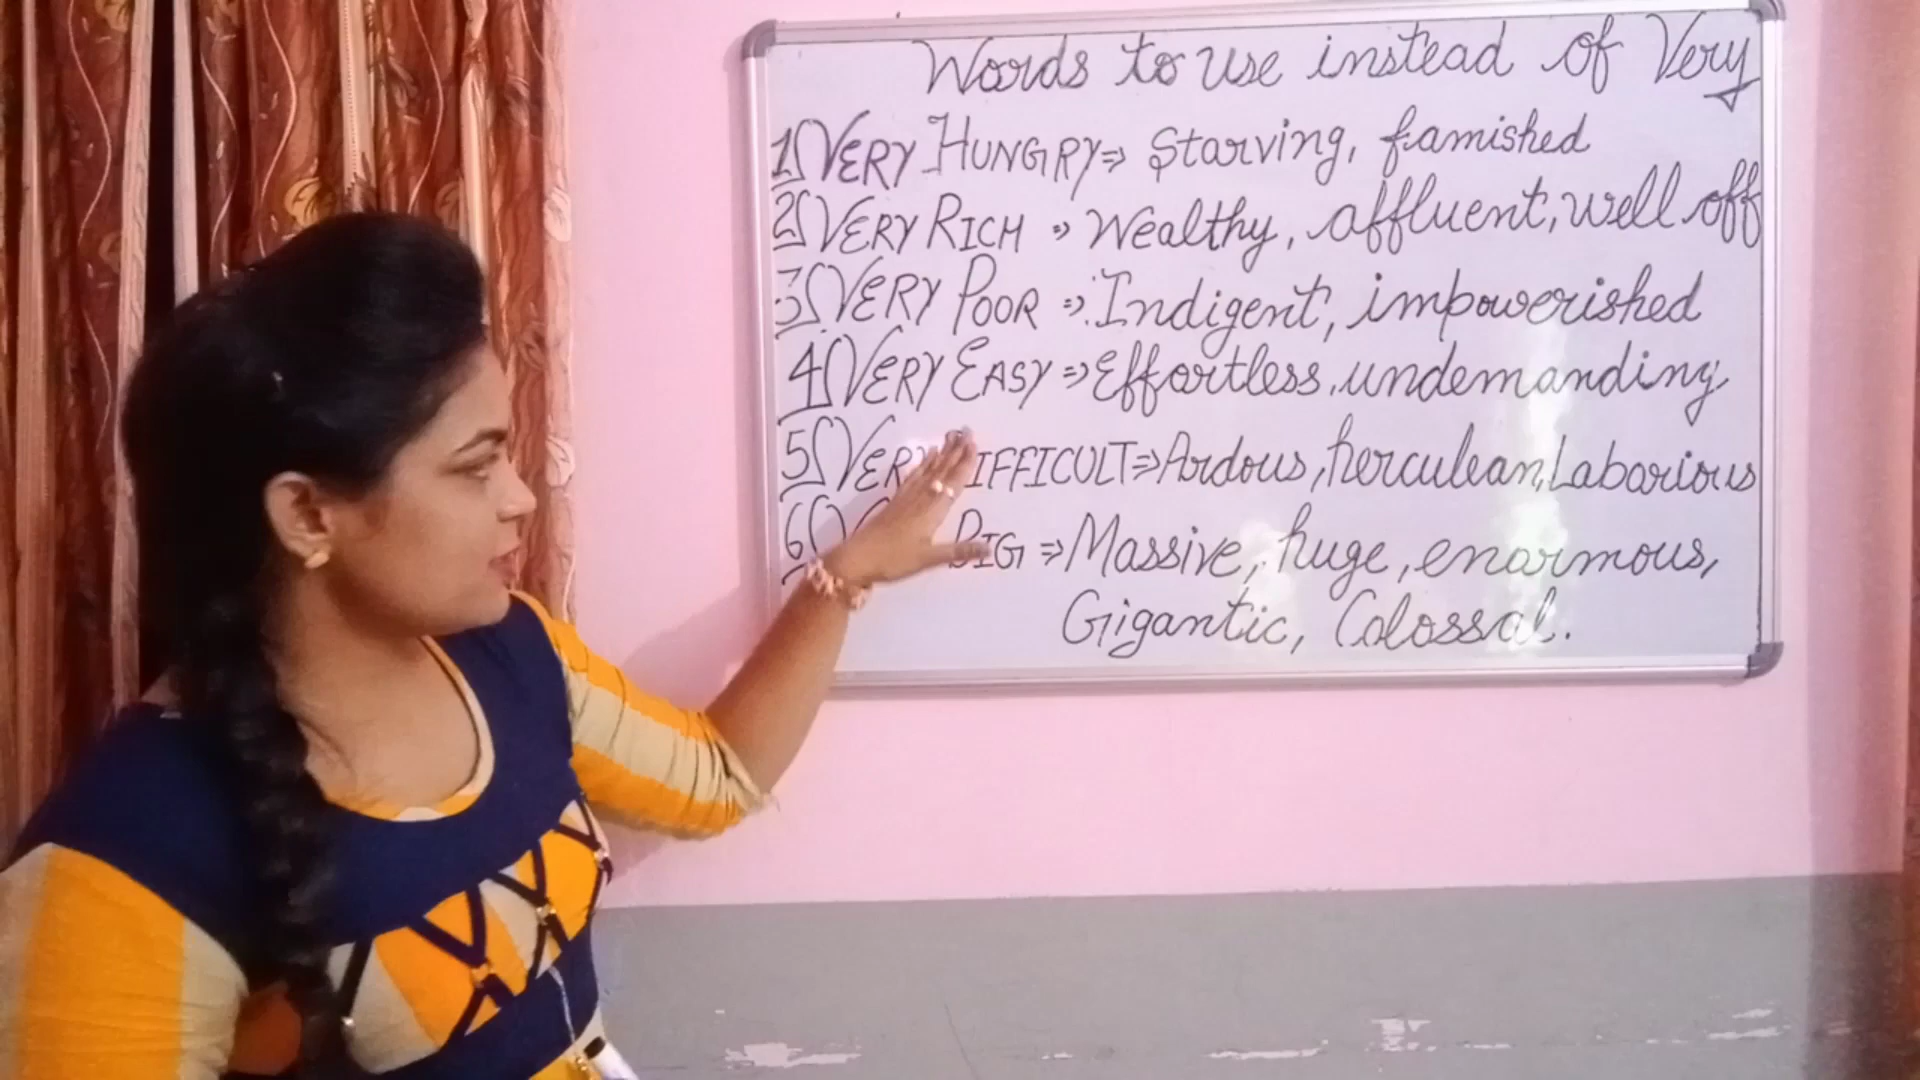 Words to use instead of Very
1) VERY HUNGRY => Starving, famished
2) VERY RICH => Wealthy, affluent, well off
3) VERY POOR => Indigent, impowerished
4) VERY EASY => Effortless, undemanding
5) VERY IFFICULT => Ardous, herculean, Laborious
6) BIG => Massive, huge, enormous,
Gigantic, Colossal.